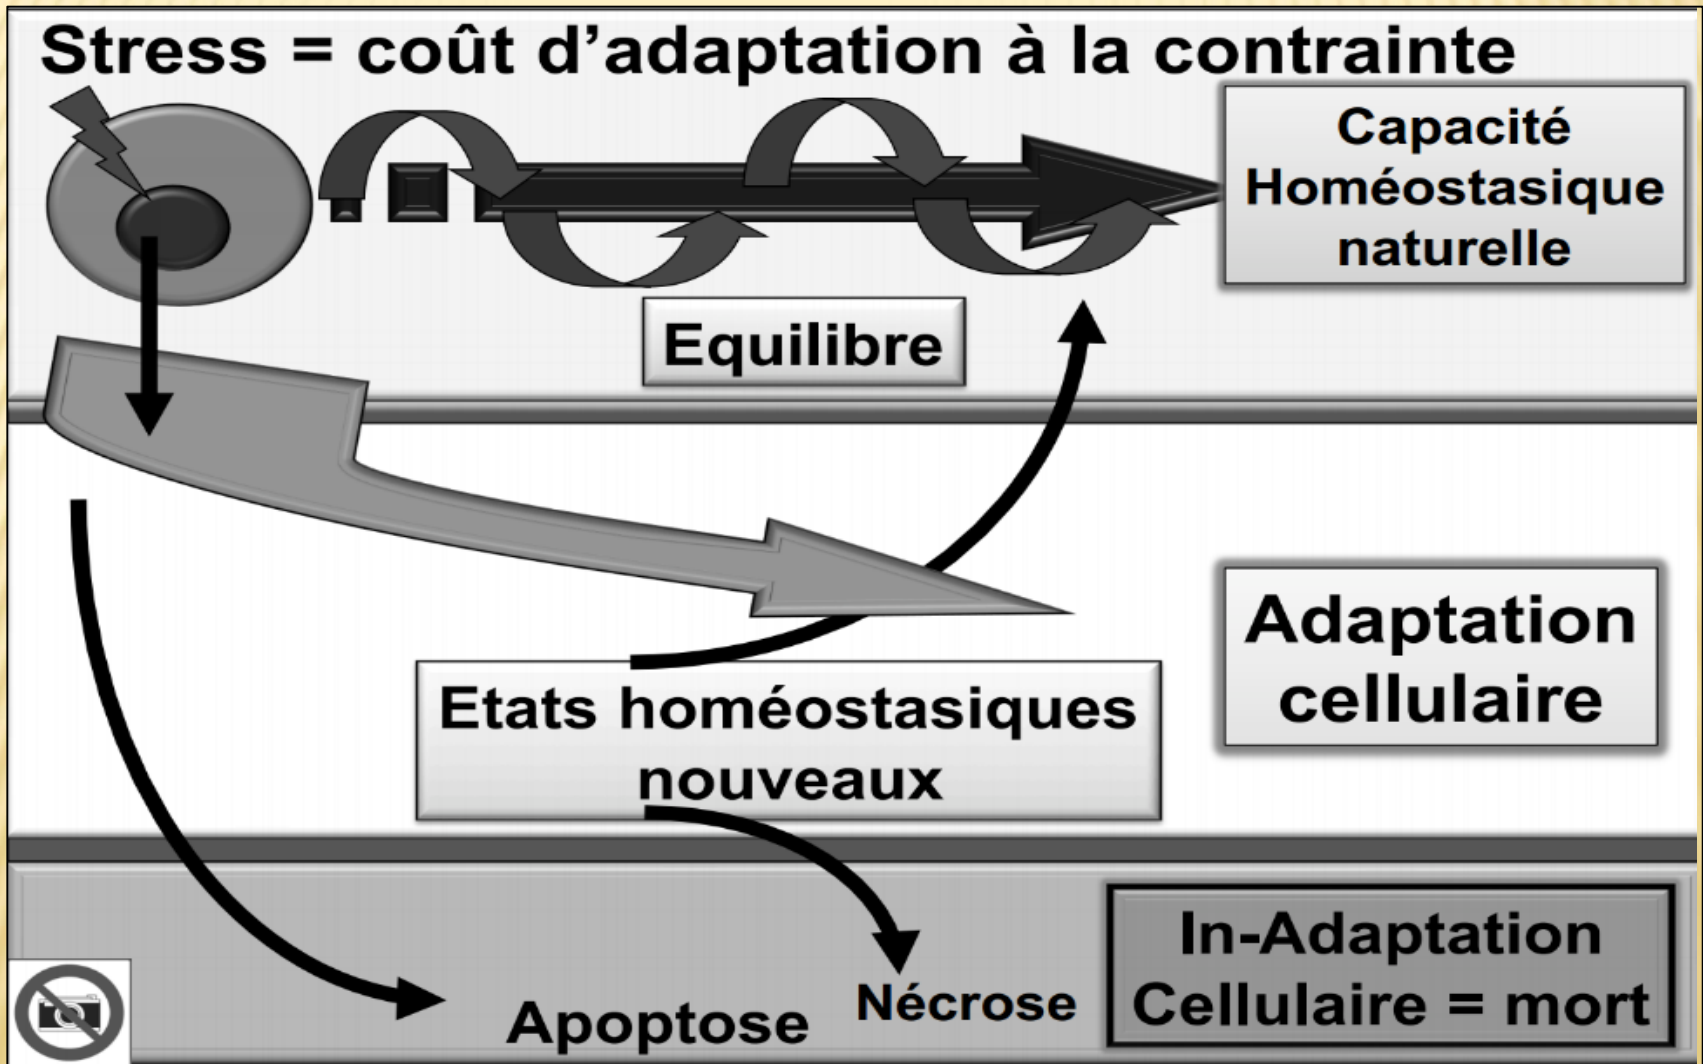 Stress = coût d’adaptation à la contrainte
Capacité
Homéostasique
naturelle
Equilibre
Adaptation
cellulaire
Etats homéostasiques
nouveaux
In-Adaptation
Cellulaire = mort
Nécrose
Apoptose